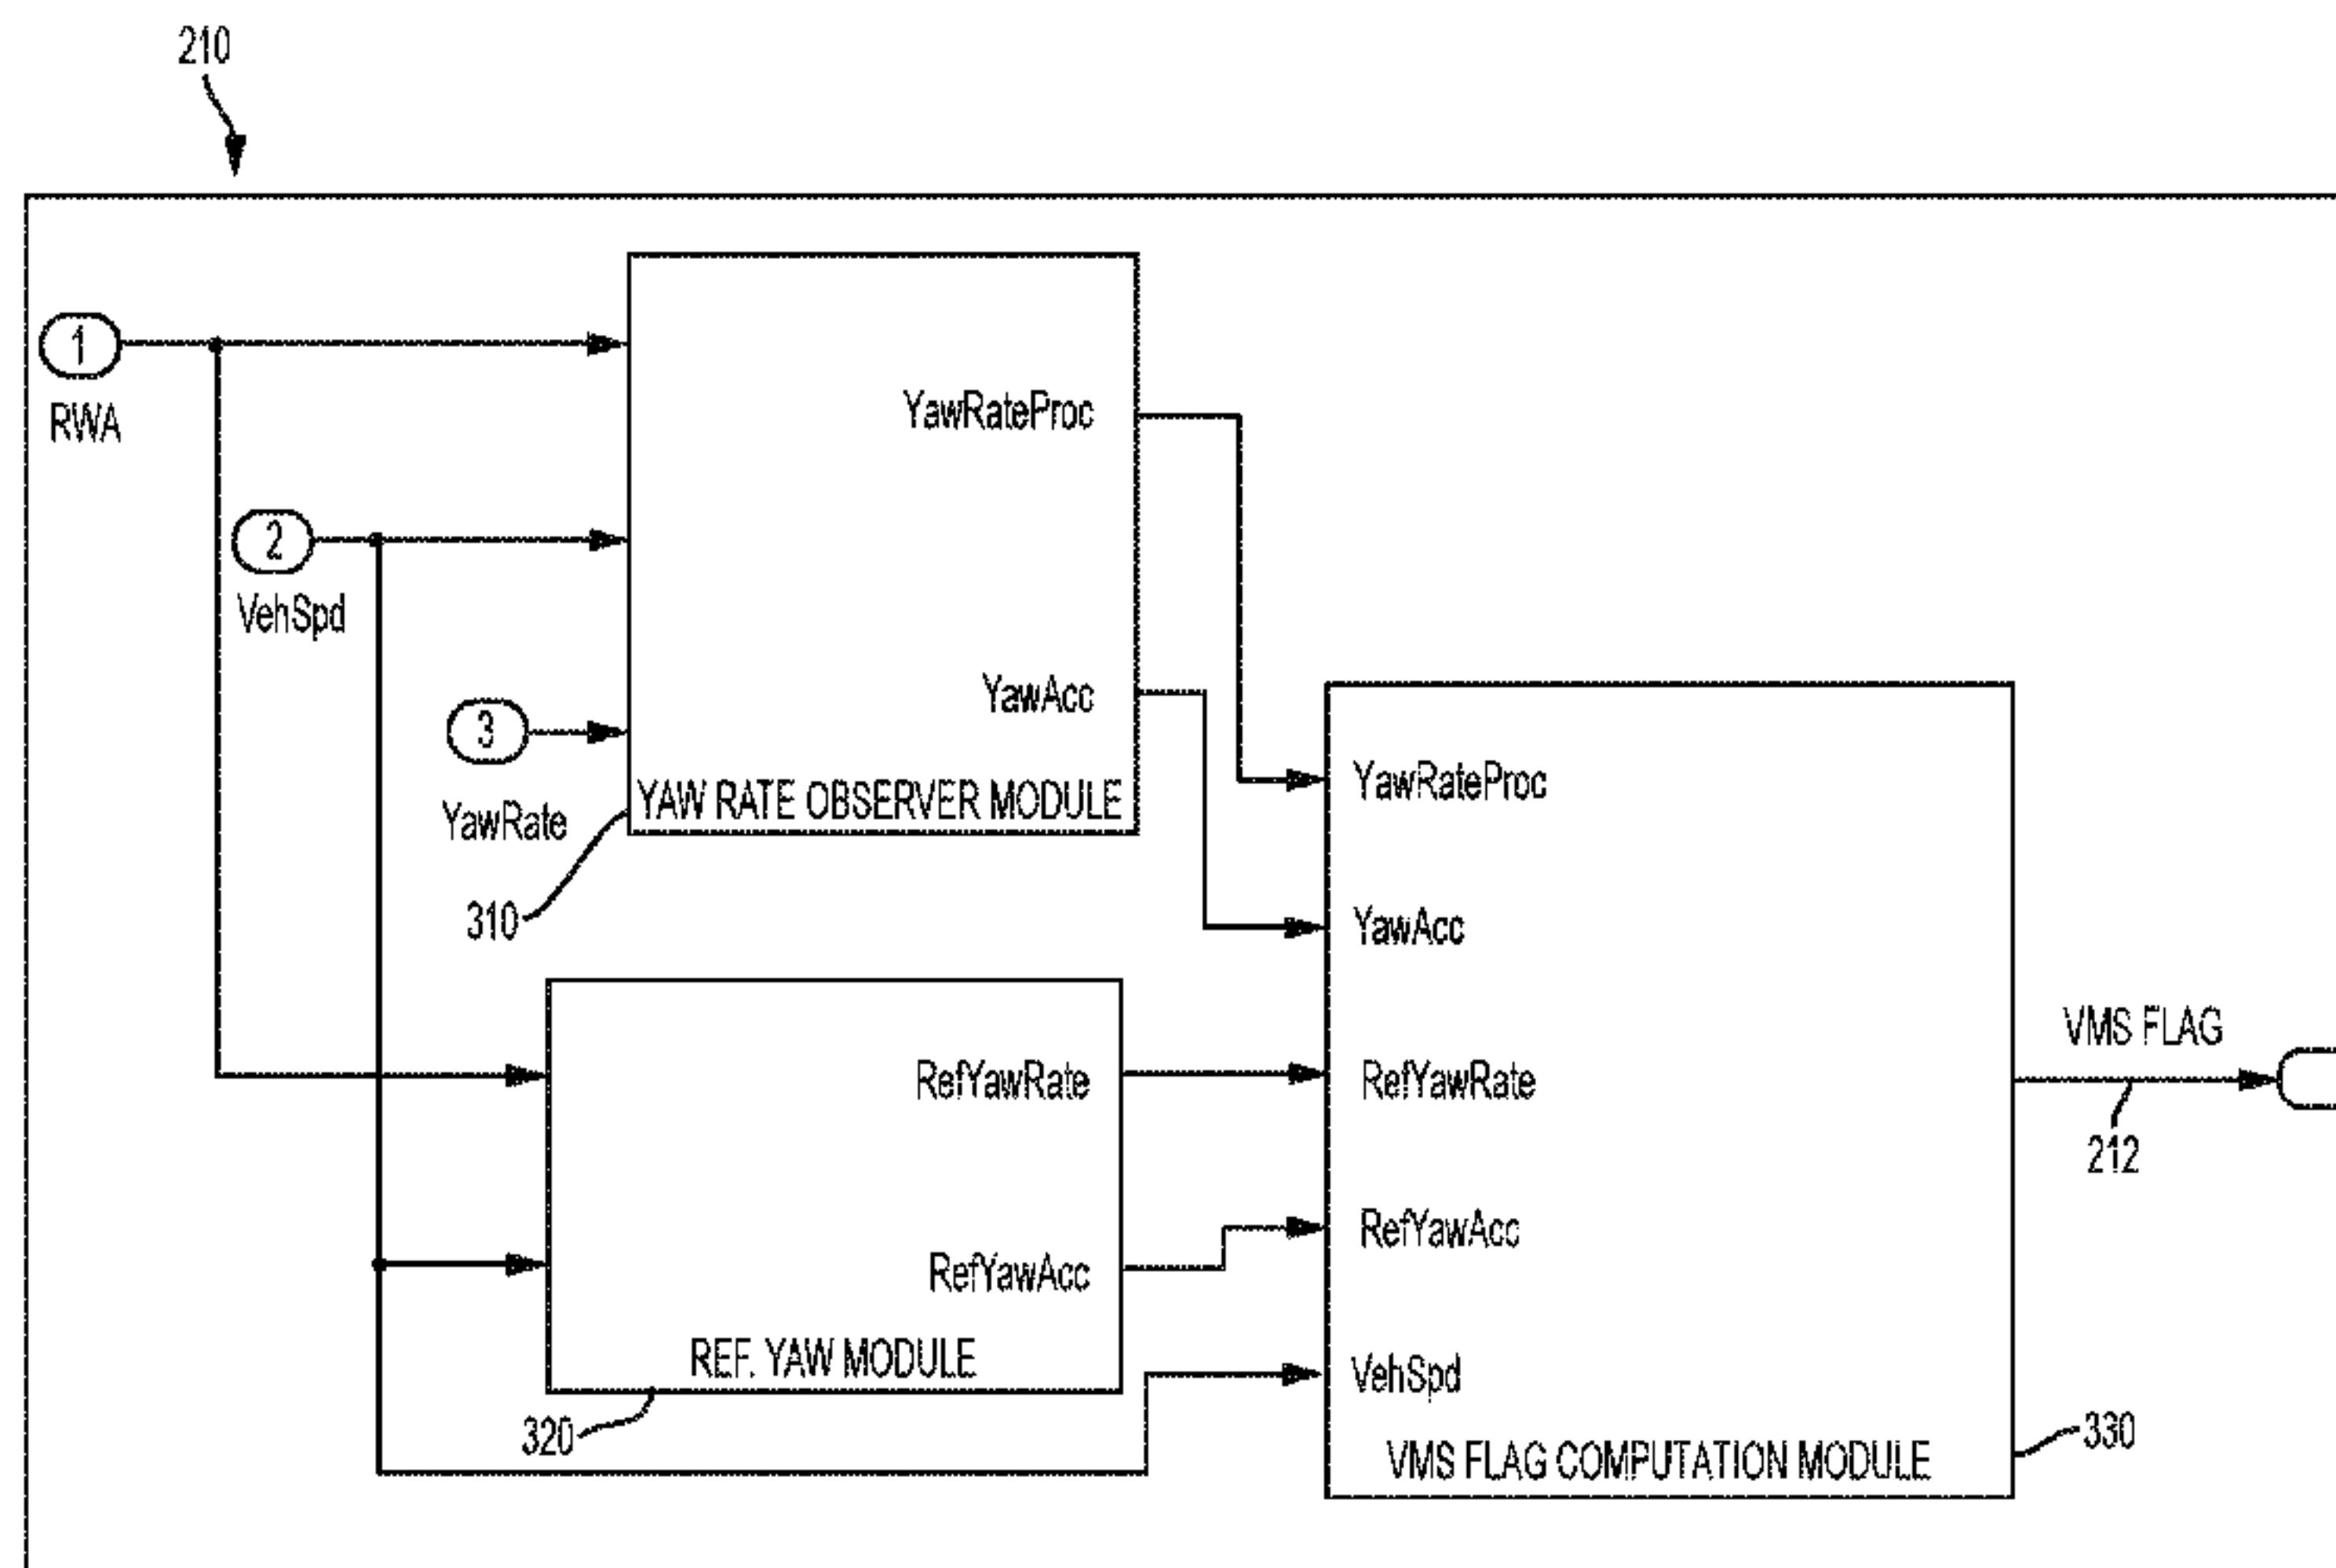 210
1
RWA
YawRateProc
2
VehSpd
YawAcc
3
YawRate
YAW RATE OBSERVER MODULE
310
YawRateProc
YawAcc
RefYawRate
RefYawAcc
REF. YAW MODULE
320
RefYawRate
RefYawAcc
VehSpd
VMS FLAG COMPUTATION MODULE
330
VMS FLAG
212